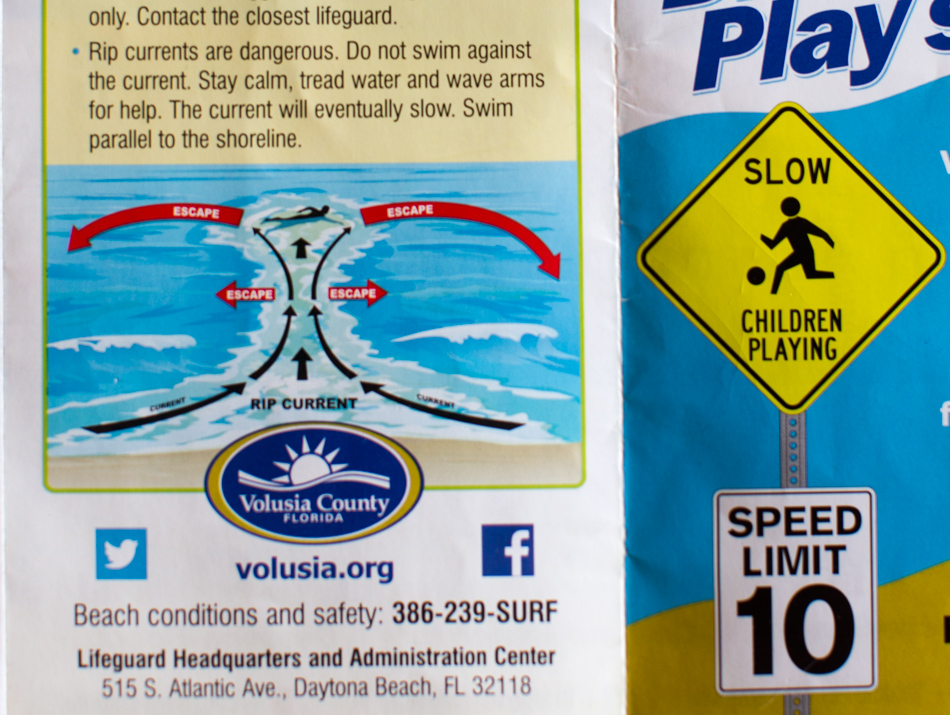 only. Contact the closest lifeguard.
• Rip currents are dangerous. Do not swim against
the current. Stay calm, tread water and wave arms
for help. The current will eventually slow. Swim
parallel to the shoreline.
ESCAPE
ESCAPE
ESCAPE
ESCAPE
CURRENT
RIP CURRENT
CURRENT
Volusia County
FLORIDA
volusia.org
Beach conditions and safety: 386-239-SURF
Lifeguard Headquarters and Administration Center
515 S. Atlantic Ave., Daytona Beach, FL 32118
Play
SLOW
CHILDREN
PLAYING
SPEED
LIMIT
10